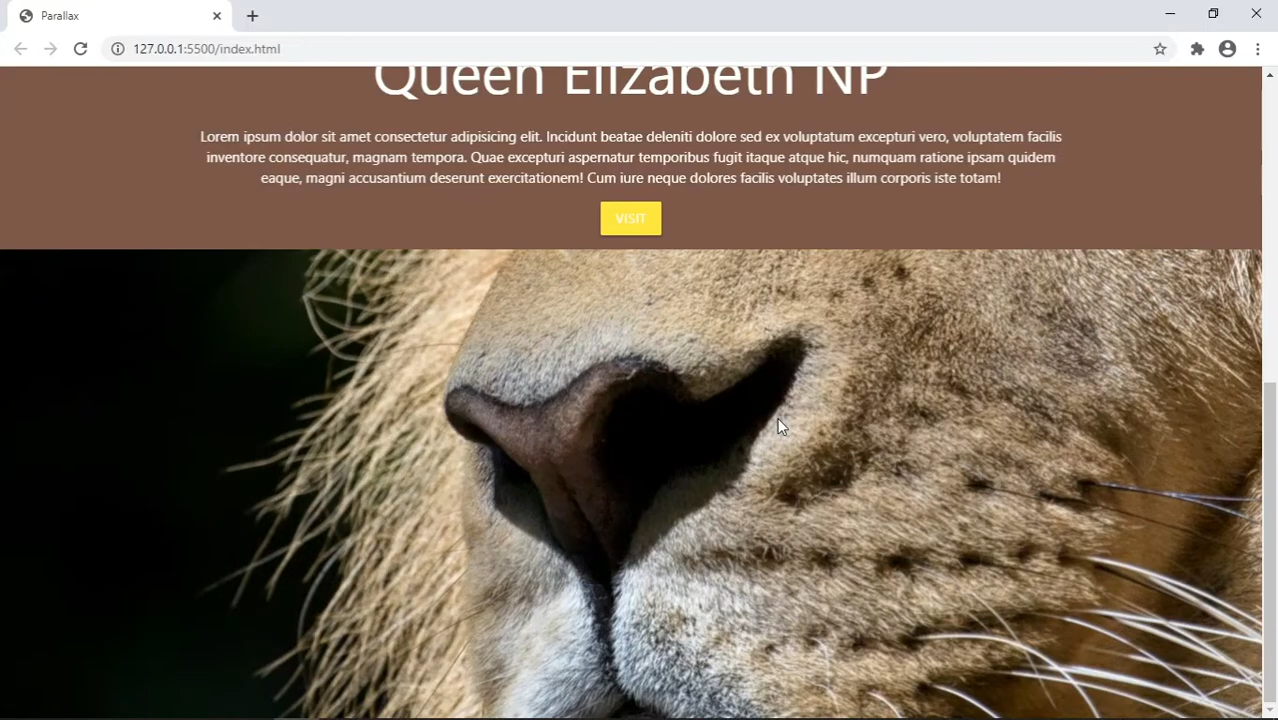 Parallax
127.0.0.1:5500/index.html
Queen Elizabeth NP
Lorem ipsum dolor sit amet consectetur adipisicing elit. Incidunt beatae deleniti dolore sed ex voluptatum excepturi vero, voluptatem facilis
inventore consequatur, magnam tempora. Quae excepturi aspernatur temporibus fugit itaque atque hic, numquam ratione ipsam quidem
eaque, magni accusantium deserunt exercitationem! Cum iure neque dolores facilis voluptates illum corporis iste totam!
VISIT